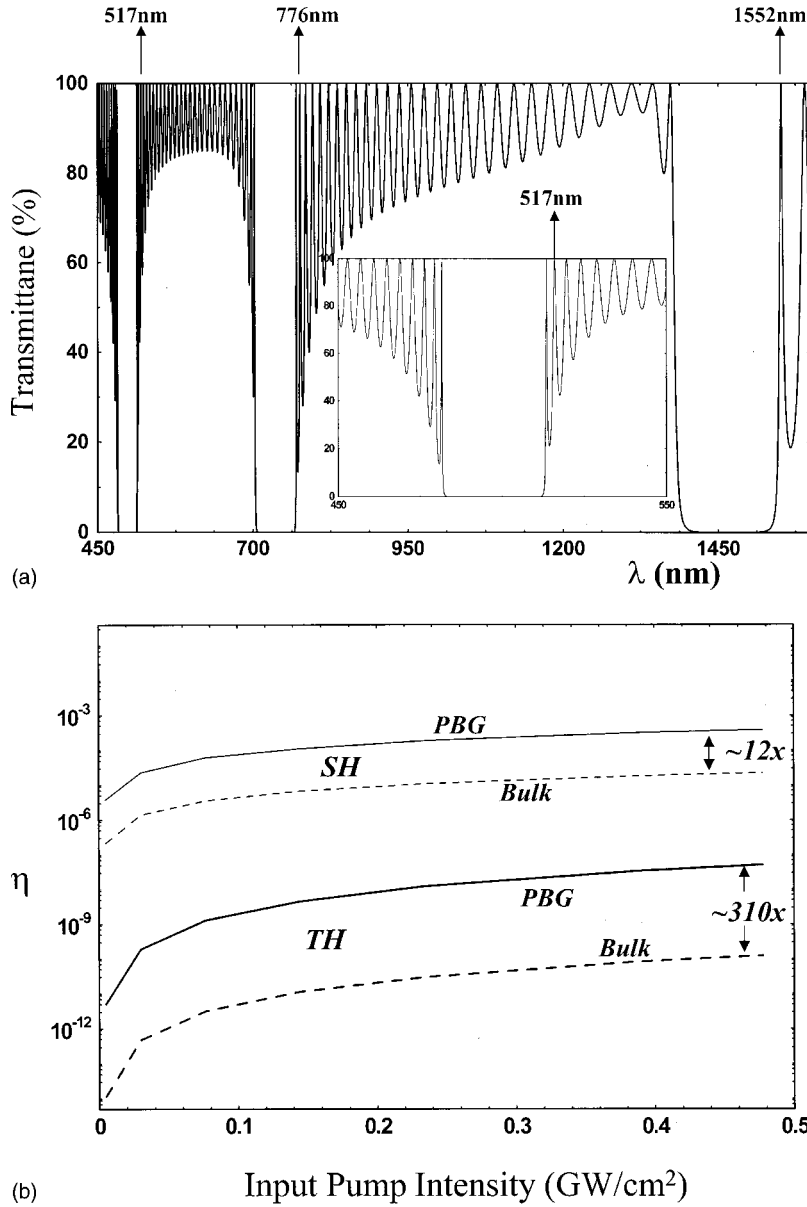 517nm 776nm 1552nm
100
80
60
40
20
0
Transmittane (%)
517nm
100
80
60
40
20
0
450 550
450 700 950 1200 1450
λ (nm)
(a)
10-3
10-6
10-9
10-12
η
PBG
SH
~12x
Bulk
PBG
~310x
TH
Bulk
0 0.1 0.2 0.3 0.4 0.5
Input Pump Intensity (GW/cm²)
(b)